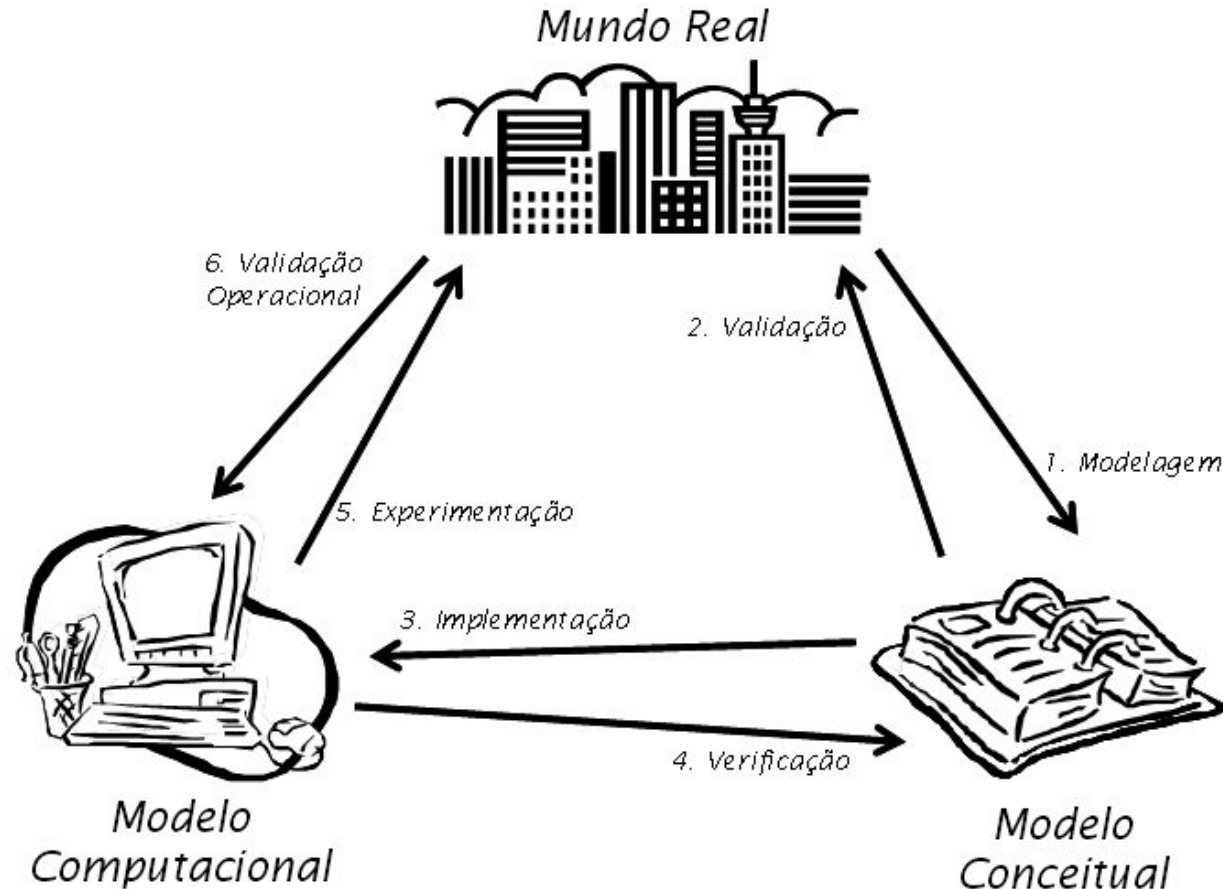 Mundo Real
6. Validação
Operacional
2. Validação
1. Modelagem
5. Experimentação
3. Implementação
4. Verificação
Modelo
Computacional
Modelo
Conceitual